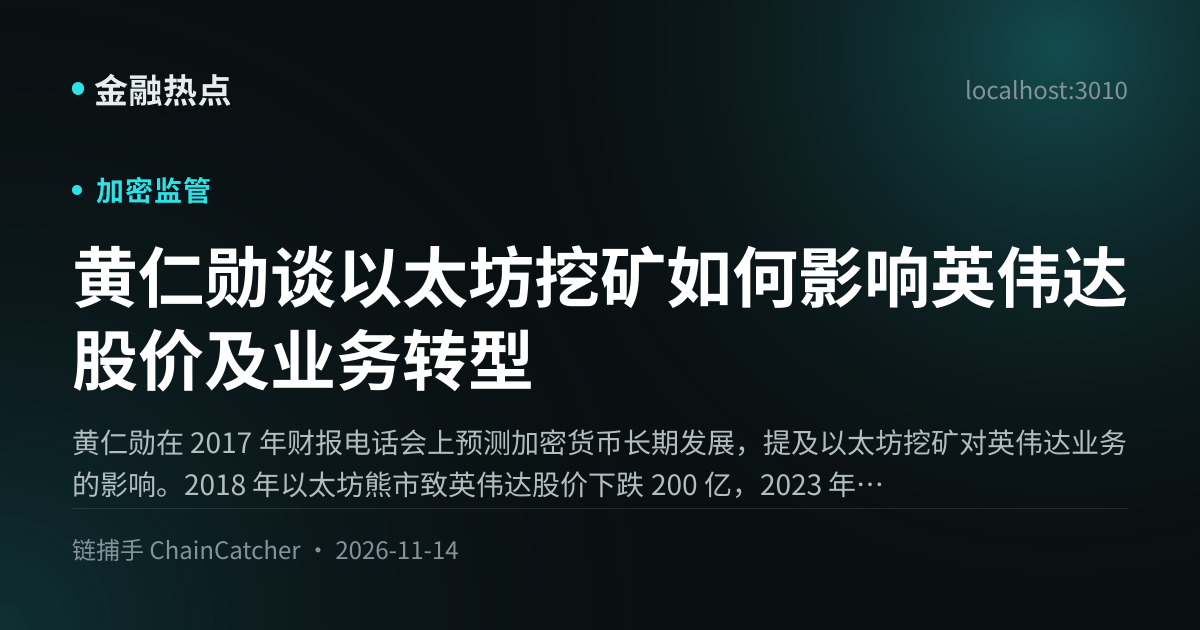 金融热点
localhost:3010
加密监管
黄仁勋谈以太坊挖矿如何影响英伟达
股价及业务转型
黄仁勋在 2017 年财报电话会上预测加密货币长期发展，提及以太坊挖矿对英伟达业务
的影响。2018 年以太坊熊市致英伟达股价下跌 200 亿，2023 年…
链捕手 ChainCatcher · 2026-11-14